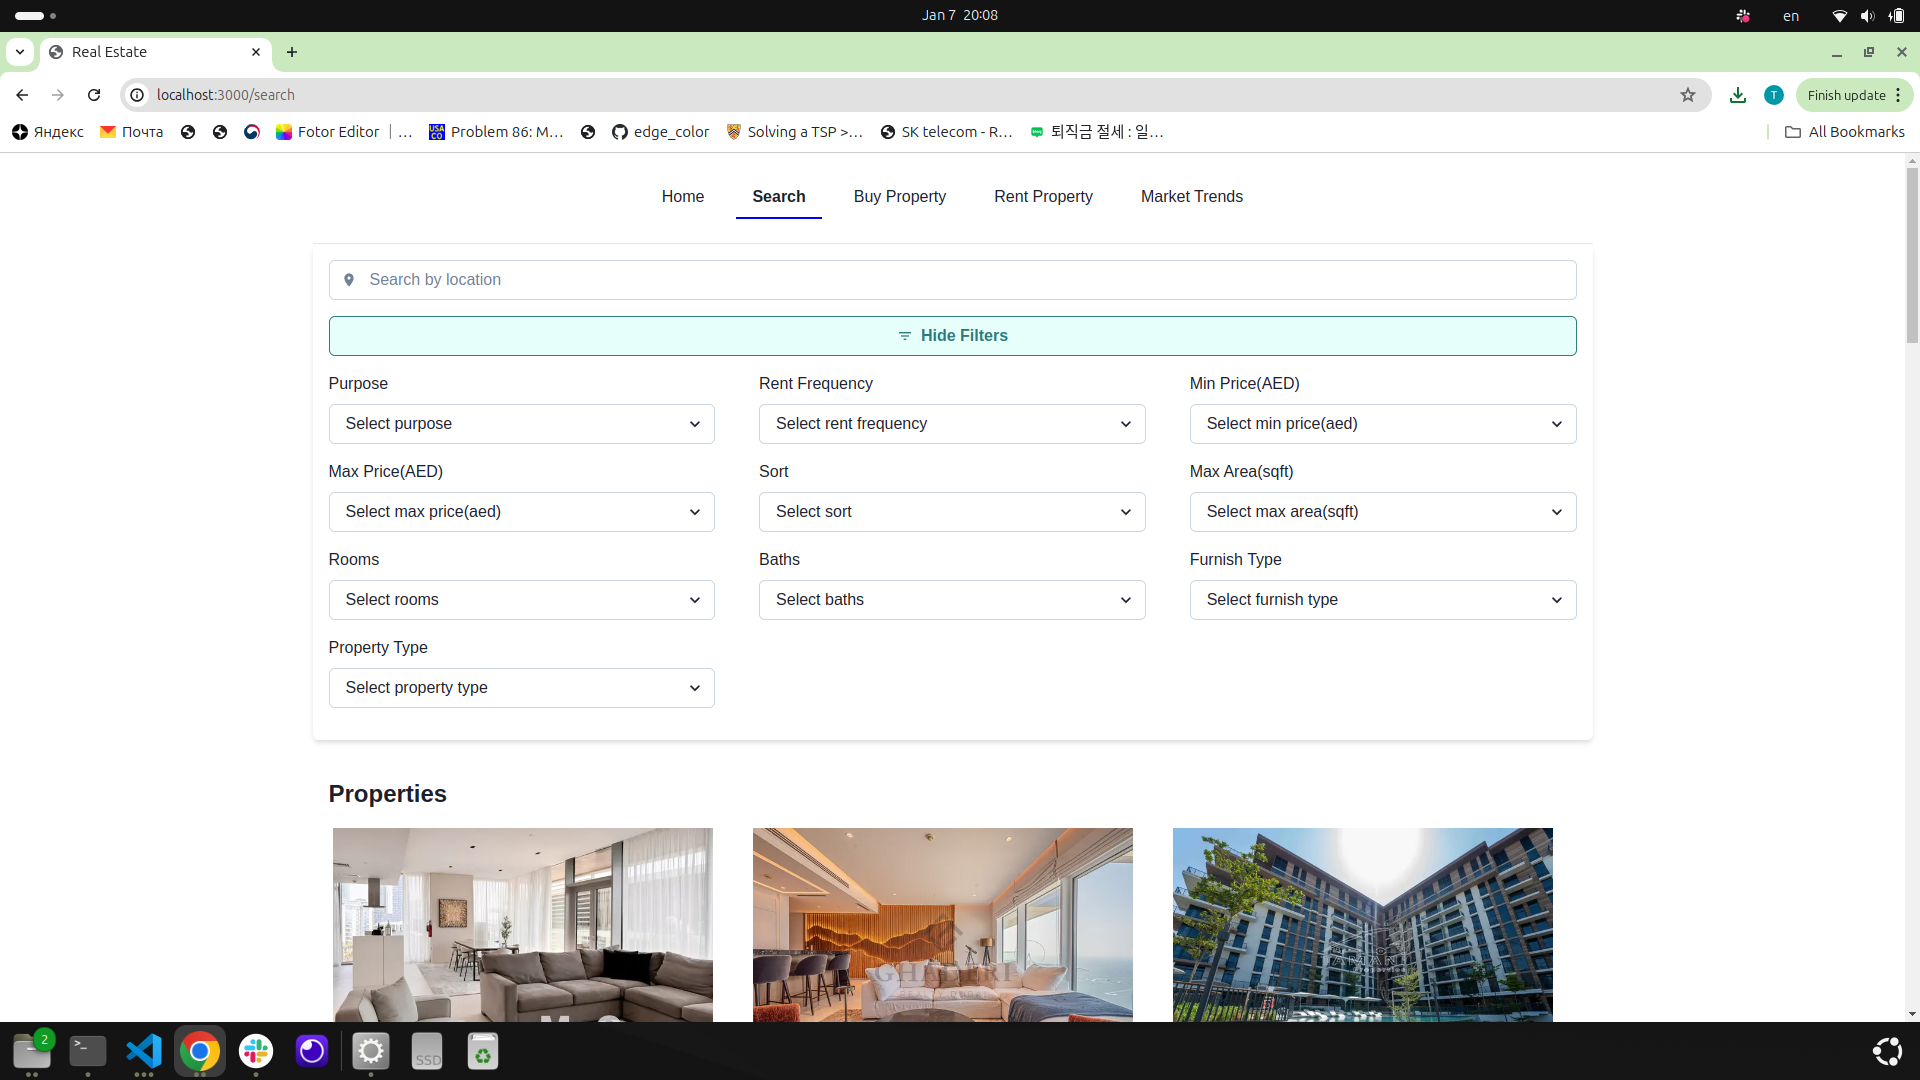 Jan 7 20:08
en
Real Estate
localhost:3000/search
Finish update
Яндекс
Почта
Fotor Editor | ...
USACO Problem 86: M...
edge_color
Solving a TSP >...
SK telecom - R...
퇴직금 절세 : 일...
All Bookmarks
Home
Search
Buy Property
Rent Property
Market Trends
Search by location
Hide Filters
Purpose
Rent Frequency
Min Price(AED)
Select purpose
Select rent frequency
Select min price(aed)
Max Price(AED)
Sort
Max Area(sqft)
Select max price(aed)
Select sort
Select max area(sqft)
Rooms
Baths
Furnish Type
Select rooms
Select baths
Select furnish type
Property Type
Select property type
Properties
2
>_
SSD